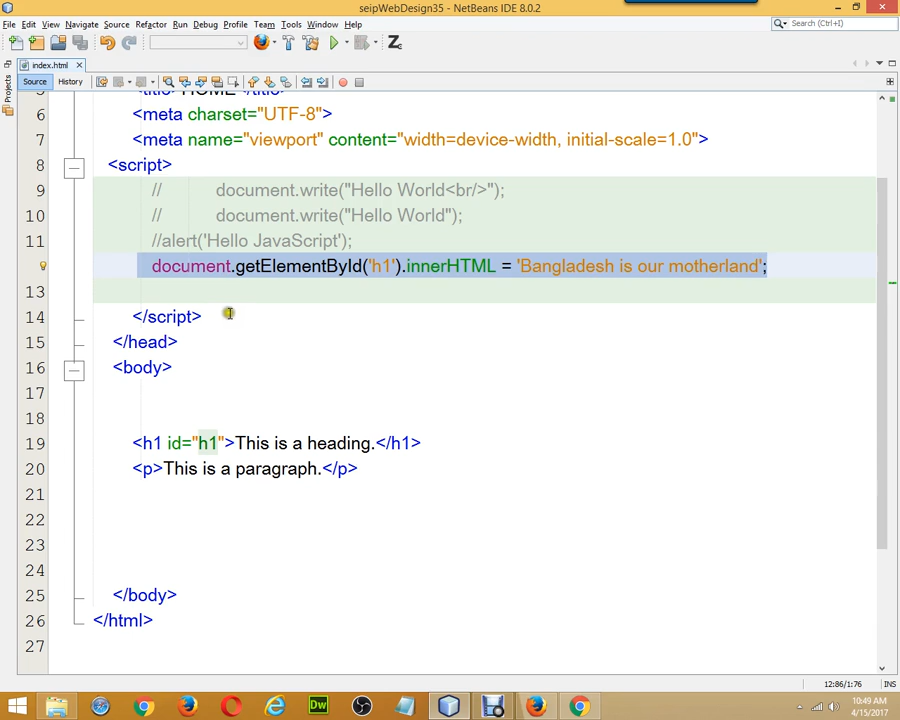 seipWebDesign35 - NetBeans IDE 8.0.2
File Edit View Navigate Source Refactor Run Debug Profile Team Tools Window Help
Search (Ctrl+I)
index.html
Source History
Projects
6 <meta charset="UTF-8">
7 <meta name="viewport" content="width=device-width, initial-scale=1.0">
8 <script>
9 // document.write("Hello World<br/>");
10 // document.write("Hello World");
11 //alert('Hello JavaScript');
document.getElementById('h1').innerHTML = 'Bangladesh is our motherland';
13
14 </script>
15 </head>
16 <body>
17
18
19 <h1 id="h1">This is a heading.</h1>
20 <p>This is a paragraph.</p>
21
22
23
24
25 </body>
26 </html>
27
12:86/1:76 INS
Dw
10:49 AM
4/15/2017